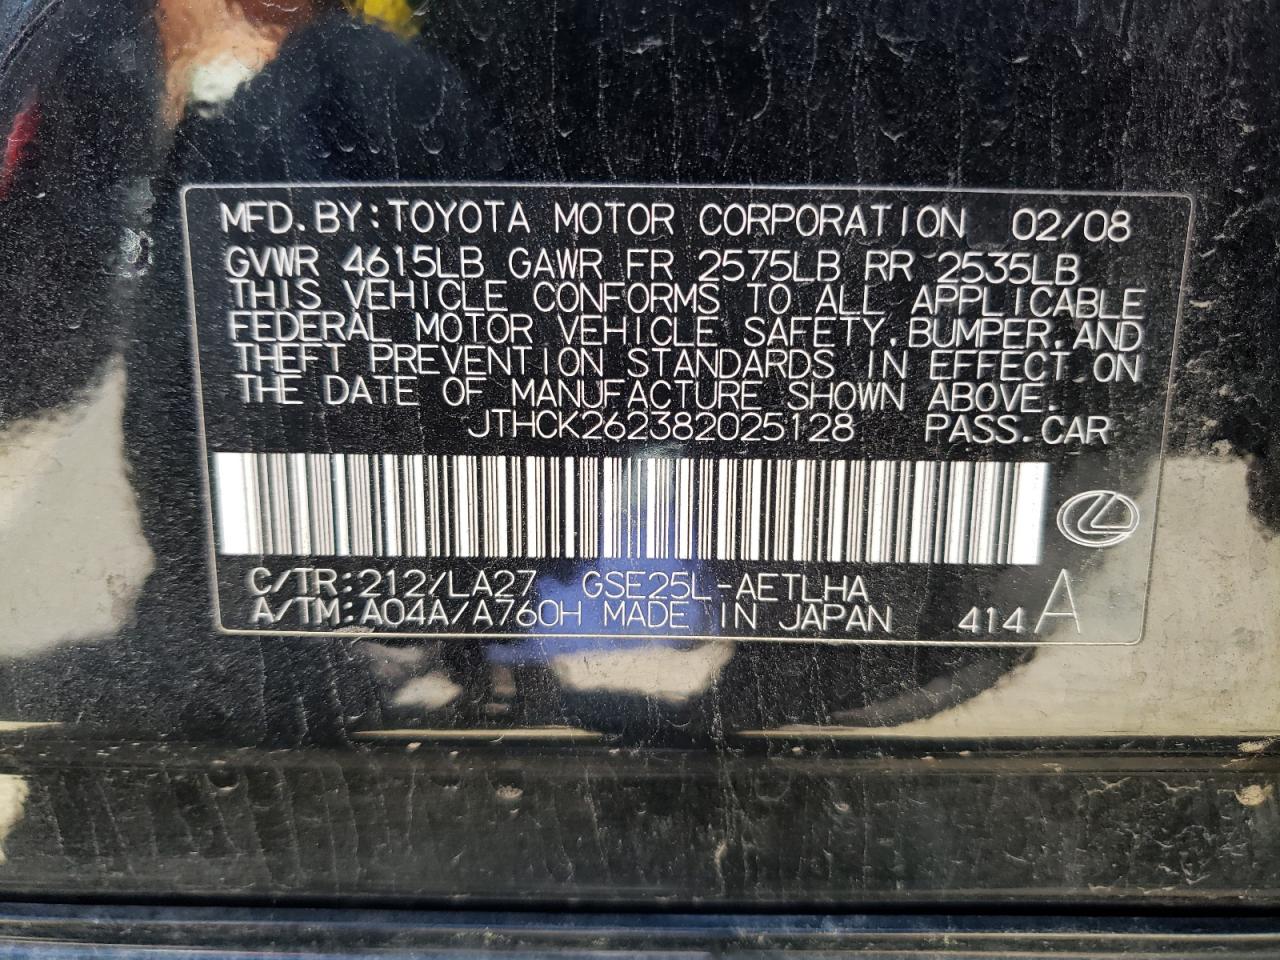 MFD.BY:TOYOTA MOTOR CORPORATION 02/08
GVWR 4615LB GAWR FR 2575LB RR 2535LB
THIS VEHICLE CONFORMS TO ALL APPLICABLE
FEDERAL MOTOR VEHICLE SAFETY,BUMPER,AND
THEFT PREVENTION STANDARDS IN EFFECT ON
THE DATE OF MANUFACTURE SHOWN ABOVE.
JTHCK262382025128 PASS.CAR
C/TR:212/LA27 GSE25L-AETLHA
A/TM:A04A/A760H MADE IN JAPAN 414 A